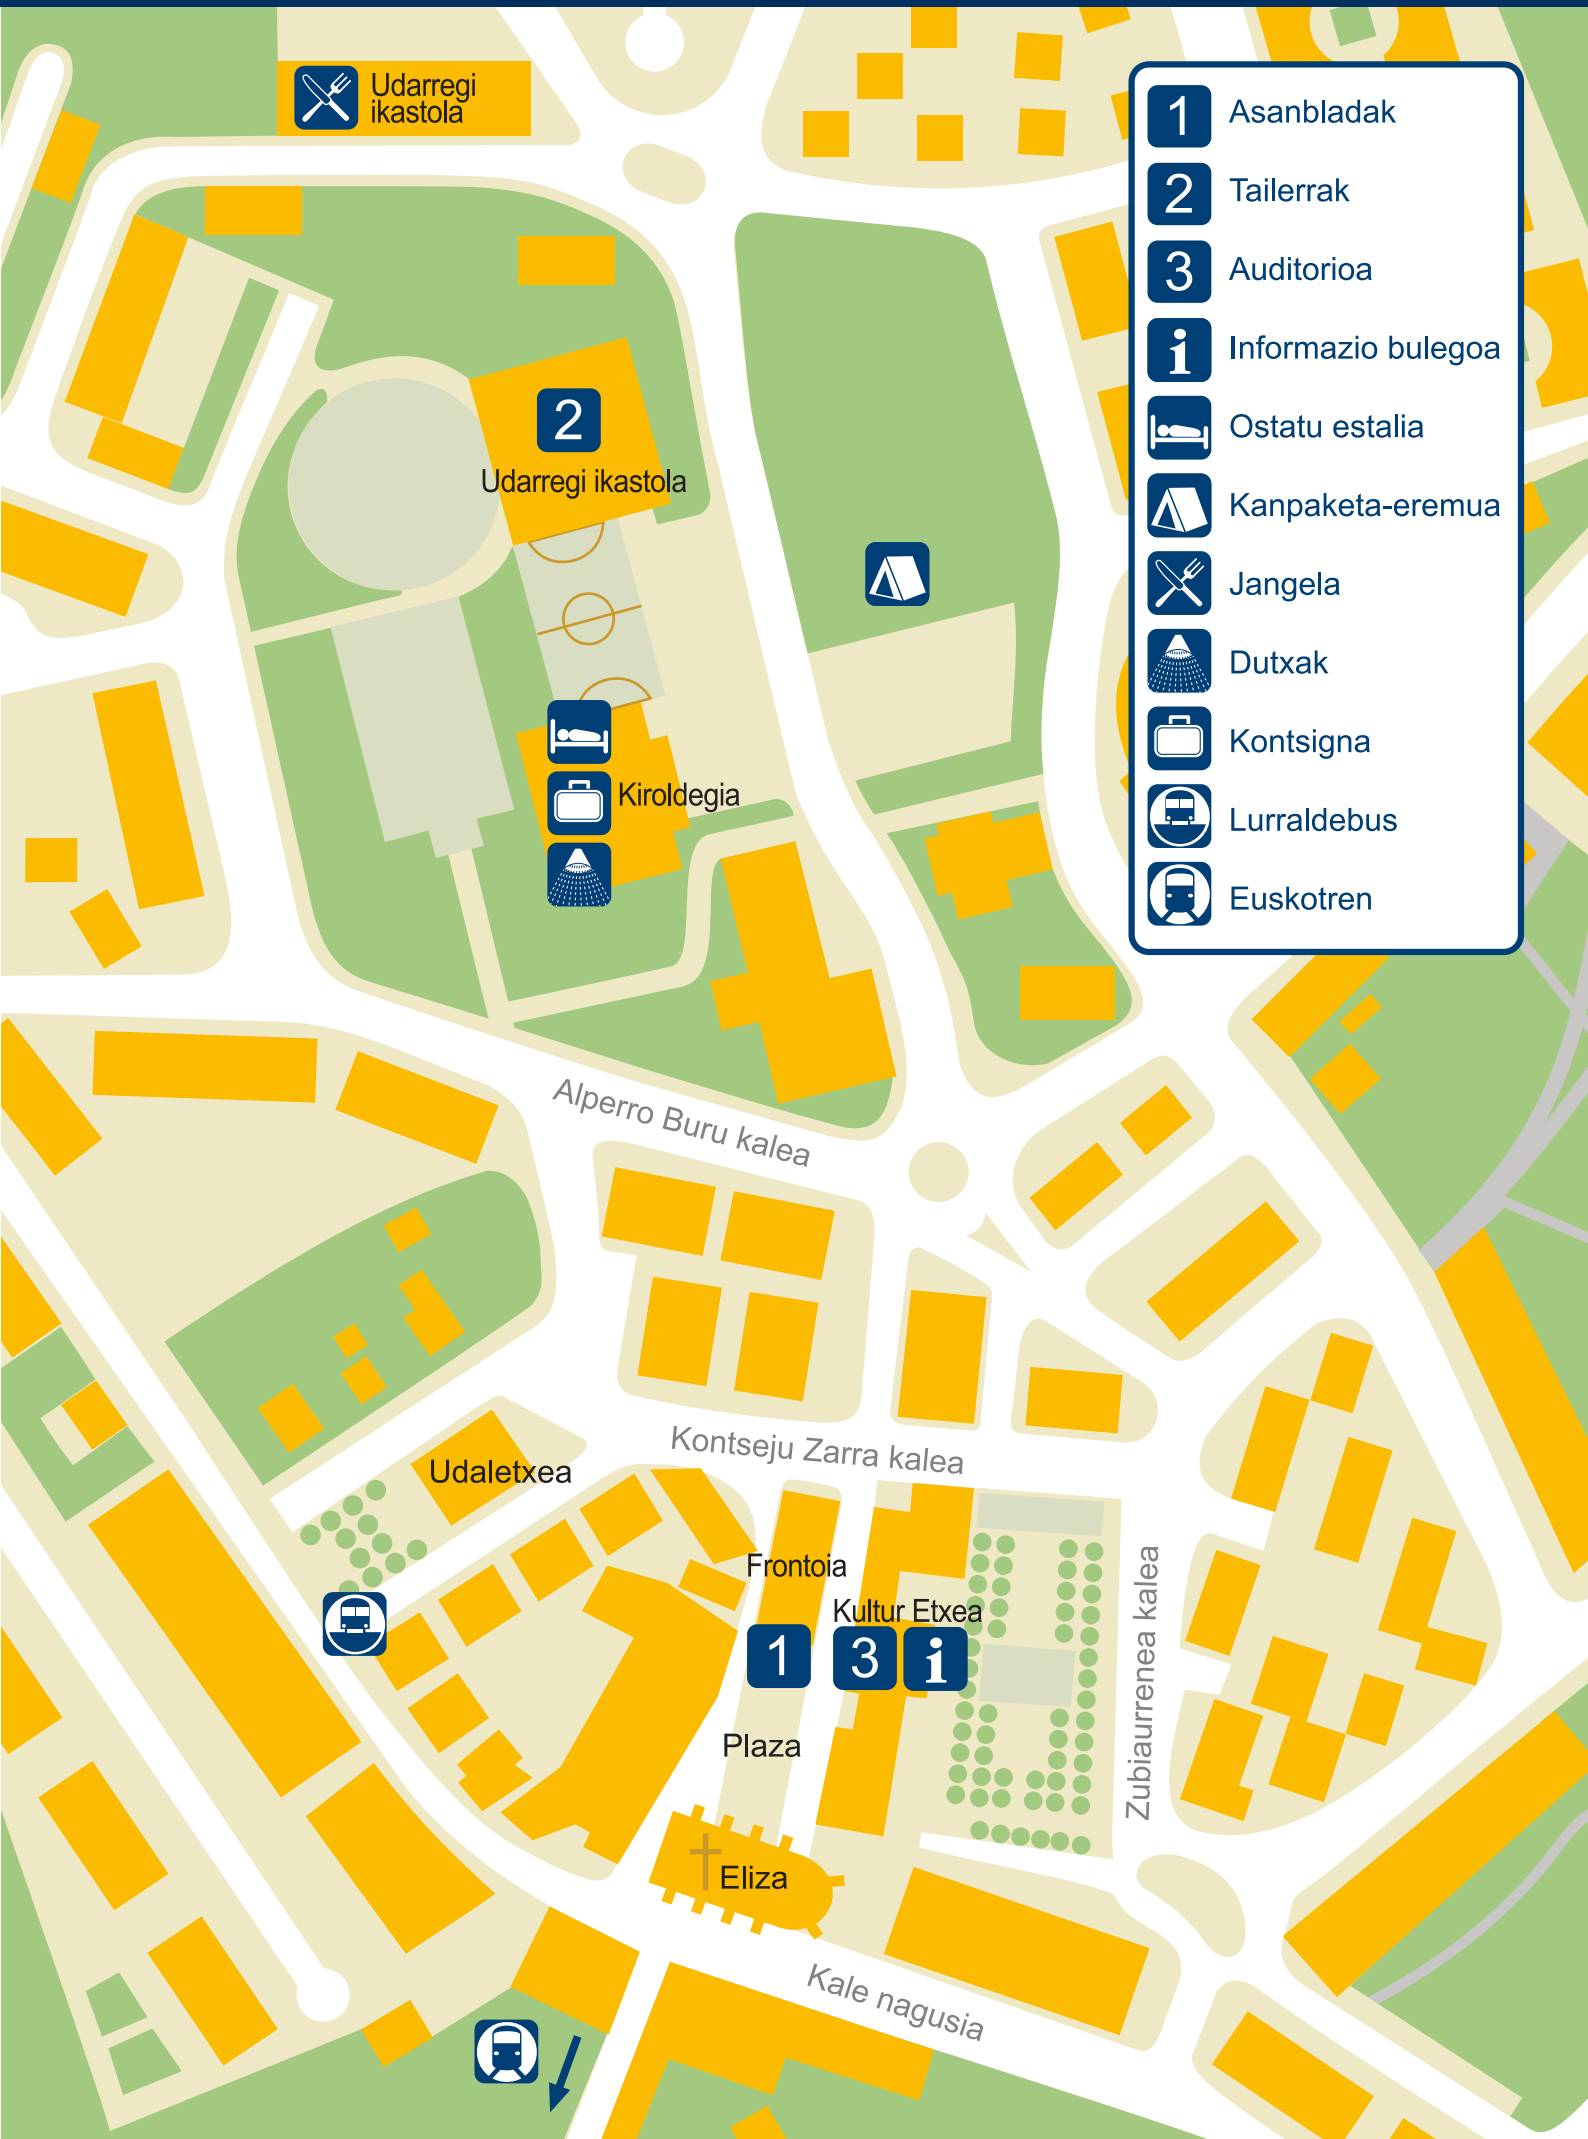 Udarregi
ikastola
1 Asanbladak
2 Tailerrak
3 Auditorioa
i Informazio bulegoa
Ostatu estalia
Kanpaketa-eremua
Jangela
Dutxak
Kontsigna
Lurraldebus
Euskotren
2
Udarregi ikastola
Kiroldegia
Alperro Buru kalea
Kontseju Zarra kalea
Udaletxea
Frontoia
Kultur Etxea
1
3
i
Zubiaurrenea kalea
Plaza
Eliza
Kale nagusia